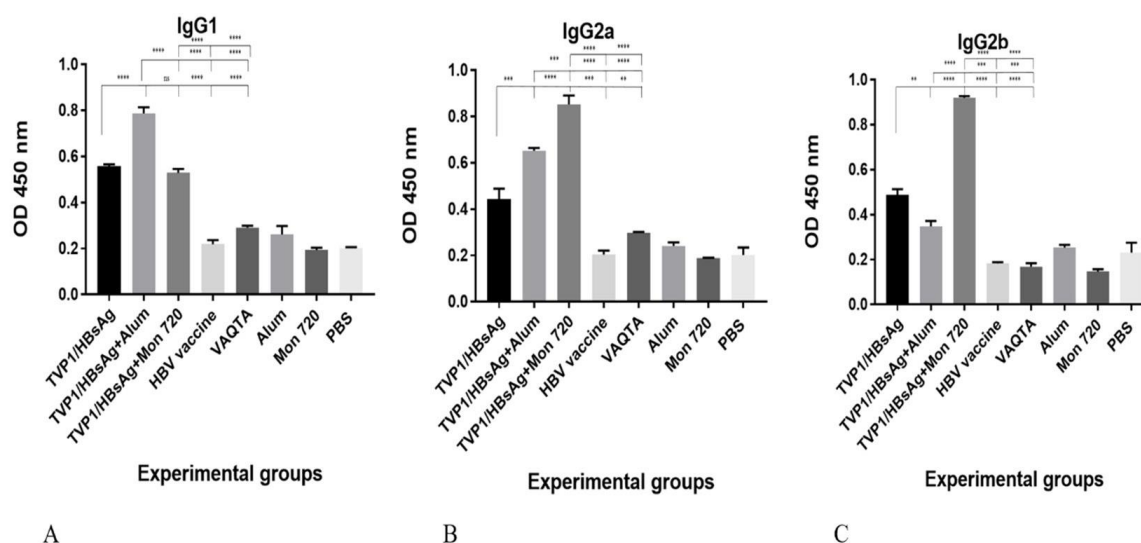 IgG1
**** ****
**** **** ****
**** ns **** ****
1.0
0.8
0.6
0.4
0.2
0.0
OD 450 nm
TVP1/HBsAg
TVP1/HBsAg+Alum
TVP1/HBsAg+Mon 720
HBV vaccine
VAQTA
Alum
Mon 720
PBS
Experimental groups
A
IgG2a
**** ****
*** **** ****
*** **** *** **
1.0
0.8
0.6
0.4
0.2
0.0
OD 450 nm
TVP1/HBsAg
TVP1/HBsAg+Alum
TVP1/HBsAg+Mon 720
HBV vaccine
VAQTA
Alum
Mon 720
PBS
Experimental groups
B
IgG2b
**** ****
**** *** ***
** **** **** ****
1.0
0.8
0.6
0.4
0.2
0.0
OD 450 nm
TVP1/HBsAg
TVP1/HBsAg+Alum
TVP1/HBsAg+Mon 720
HBV vaccine
VAQTA
Alum
Mon 720
PBS
Experimental groups
C